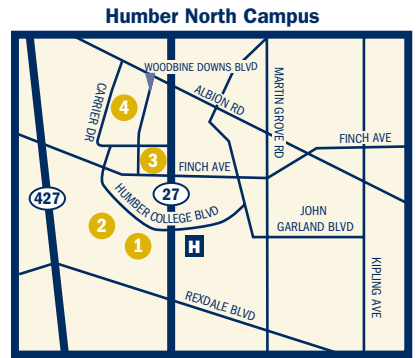 Humber North Campus
WOODBINE DOWNS BLVD
CARRIER DR
4
ALBION RD
MARTIN GROVE RD
FINCH AVE
3
FINCH AVE
427
27
HUMBER COLLEGE BLVD
2
1
H
JOHN
GARLAND BLVD
KIPLING AVE
REXDALE BLVD